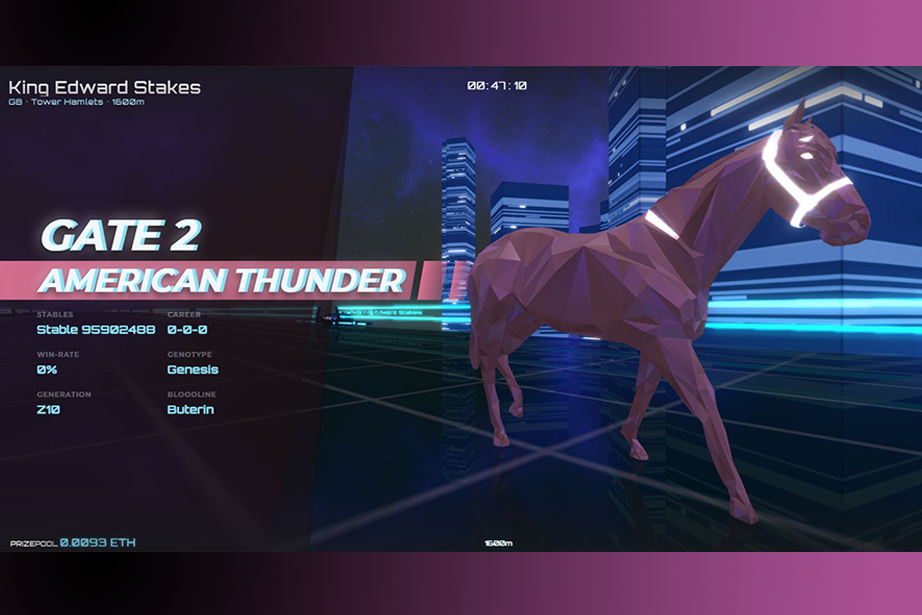 King Edward Stakes
GB · Tower Hamlets · 1600m
00:47:10
GATE 2
AMERICAN THUNDER
STABLES
CAREER
Stable 95902488
0-0-0
WIN-RATE
GENOTYPE
0%
Genesis
GENERATION
BLOODLINE
Z10
Buterin
PRIZEPOOL 0.0093 ETH
1600m